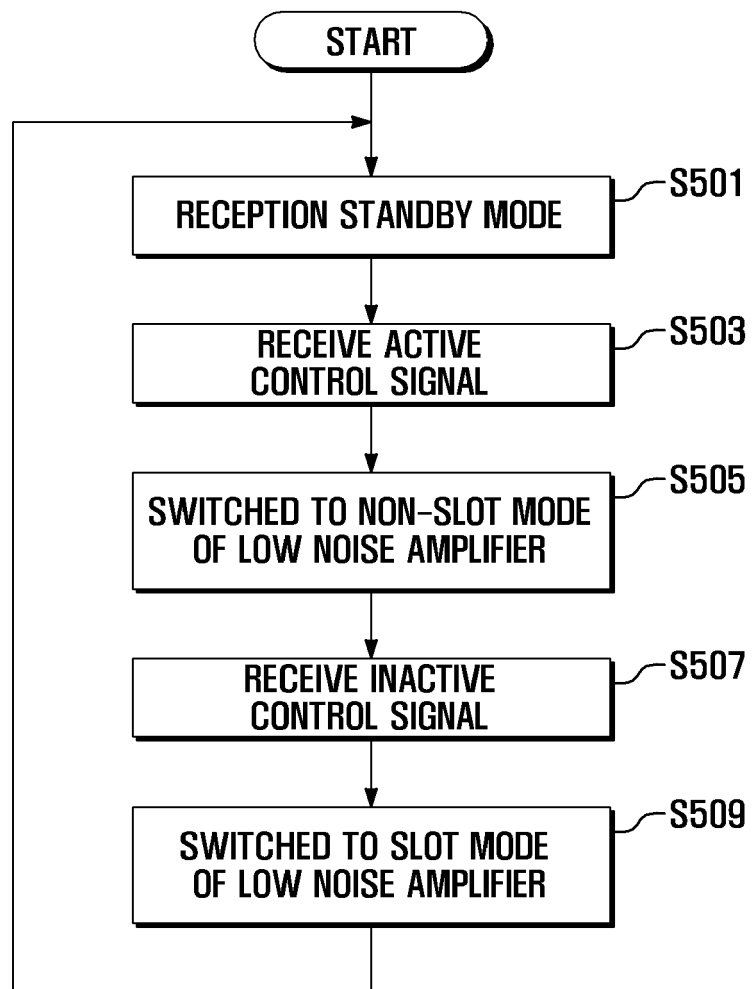 START
RECEPTION STANDBY MODE
S501
RECEIVE ACTIVE
CONTROL SIGNAL
S503
SWITCHED TO NON-SLOT MODE
OF LOW NOISE AMPLIFIER
S505
RECEIVE INACTIVE
CONTROL SIGNAL
S507
SWITCHED TO SLOT MODE
OF LOW NOISE AMPLIFIER
S509